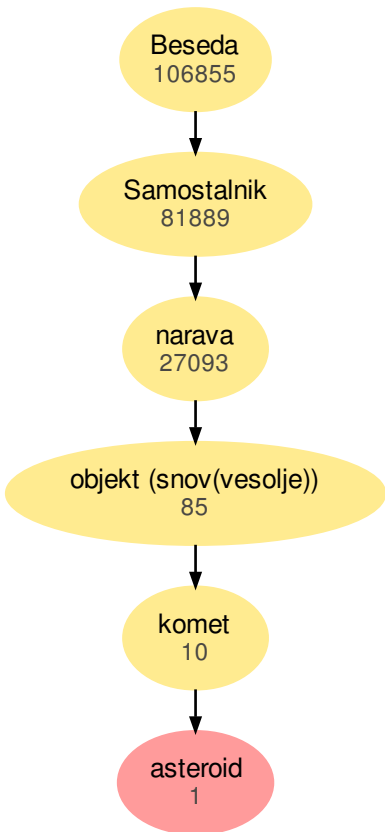 Beseda
106855
Samostalnik
81889
narava
27093
objekt (snov(vesolje))
85
komet
10
asteroid
1